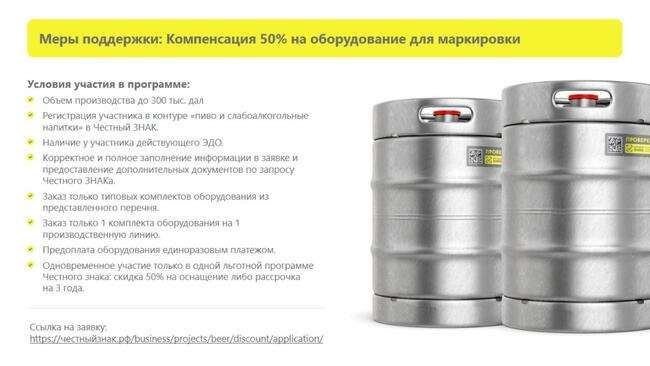 Меры поддержки: Компенсация 50% на оборудование для маркировки
Условия участия в программе:
Объем производства до 300 тыс. дал
Регистрация участника в контуре «пиво и слабоалкогольные
напитки» в Честный ЗНАК.
Наличие у участника действующего ЭДО.
Корректное и полное заполнение информации в заявке и
предоставление дополнительных документов по запросу
Честного ЗНАКа.
Заказ только типовых комплектов оборудования из
представленного перечня.
Заказ только 1 комплекта оборудования на 1
производственную линию.
Предоплата оборудования единоразовым платежом.
Одновременное участие только в одной льготной программе
Честного знака: скидка 50% на оснащение либо рассрочка
на 3 года.
Ссылка на заявку:
https://честныйзнак.рф/business/projects/beer/discount/application/